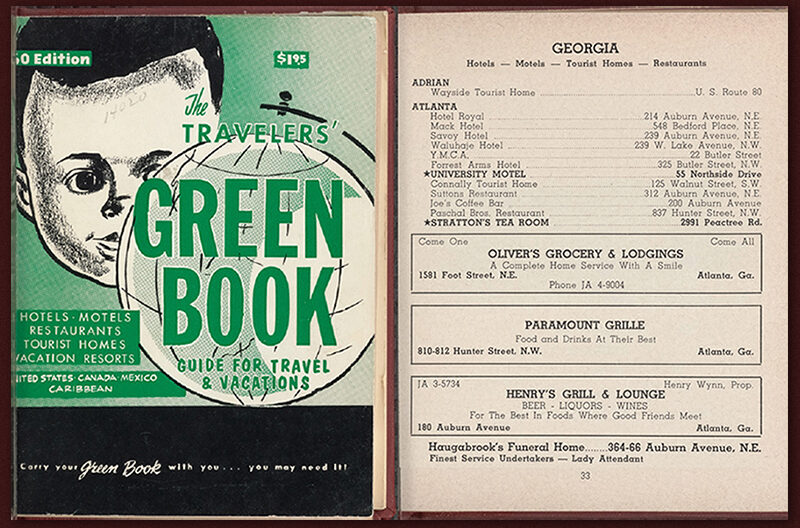 60 Edition
$1.95
14020
The
TRAVELERS'
GREEN
BOOK
GUIDE FOR TRAVEL
& VACATIONS
HOTELS · MOTELS
RESTAURANTS
TOURIST HOMES
VACATION RESORTS
UNITED STATES · CANADA MEXICO
CARIBBEAN
Carry your Green Book with you . . . you may need it!
GEORGIA
Hotels — Motels — Tourist Homes — Restaurants
ADRIAN
Wayside Tourist Home U. S. Route 80
ATLANTA
Hotel Royal 214 Auburn Avenue, N.E.
Mack Hotel 548 Bedford Place, N.E.
Savoy Hotel 239 Auburn Avenue, N.E.
Waluhaje Hotel 239 W. Lake Avenue, N.W.
Y.M.C.A. 22 Butler Street
Forrest Arms Hotel 325 Butler Street, N.W.
★UNIVERSITY MOTEL 55 Northside Drive
Connally Tourist Home 125 Walnut Street, S.W.
Suttons Restaurant 312 Auburn Avenue, N.E.
Joe's Coffee Bar 200 Auburn Avenue
Paschal Bros. Restaurant 837 Hunter Street, N.W.
★STRATTON'S TEA ROOM 2991 Peactree Rd.
Come One Come All
OLIVER'S GROCERY & LODGINGS
A Complete Home Service With A Smile
1581 Foot Street, N.E. Atlanta, Ga.
Phone JA 4-9004
PARAMOUNT GRILLE
Food and Drinks At Their Best
810-812 Hunter Street, N.W. Atlanta, Ga.
JA 3-5734 Henry Wynn, Prop.
HENRY'S GRILL & LOUNGE
BEER - LIQUORS - WINES
For The Best In Foods Where Good Friends Meet
180 Auburn Avenue Atlanta, Ga.
Haugabrook's Funeral Home........364-66 Auburn Avenue, N.E.
Finest Service Undertakers — Lady Attendant
33